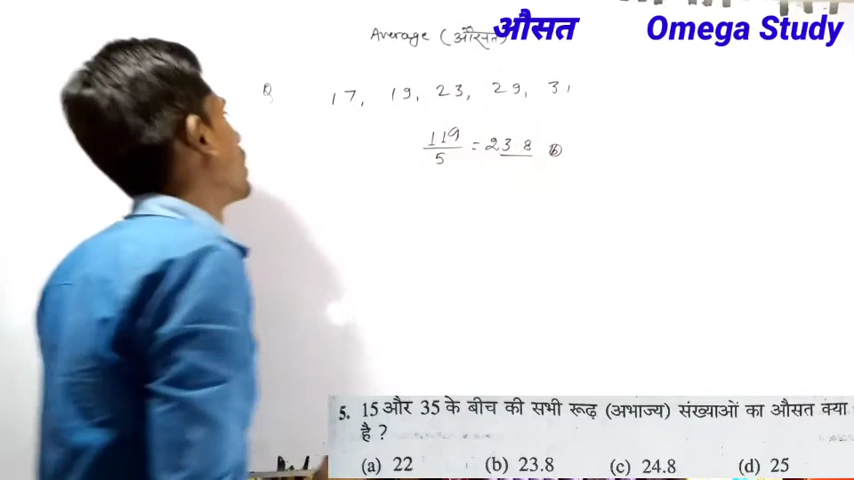 Average (औसत)
औसत
Omega Study
Q 17, 19, 23, 29, 31
119/5 = 23.8 (b)
5. 15 और 35 के बीच की सभी रूढ़ (अभाज्य) संख्याओं का औसत क्या
है ?
(a) 22 (b) 23.8 (c) 24.8 (d) 25